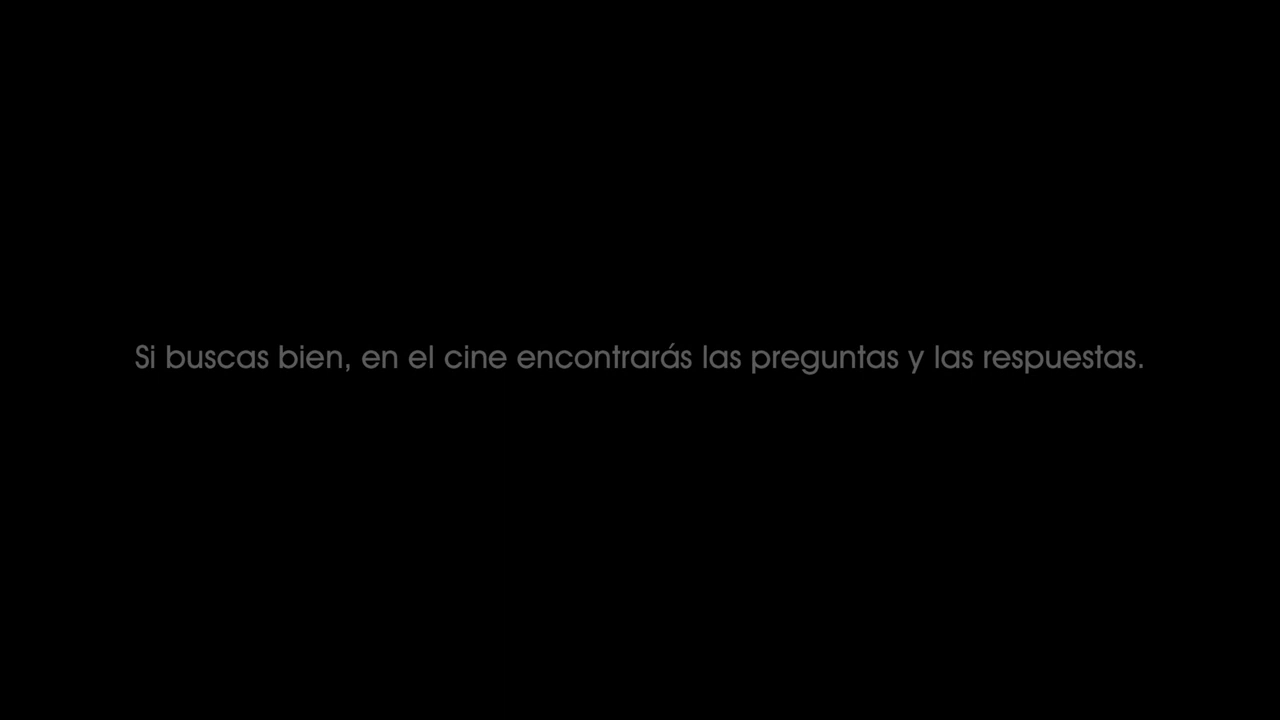 Si buscas bien, en el cine encontrarás las preguntas y las respuestas.